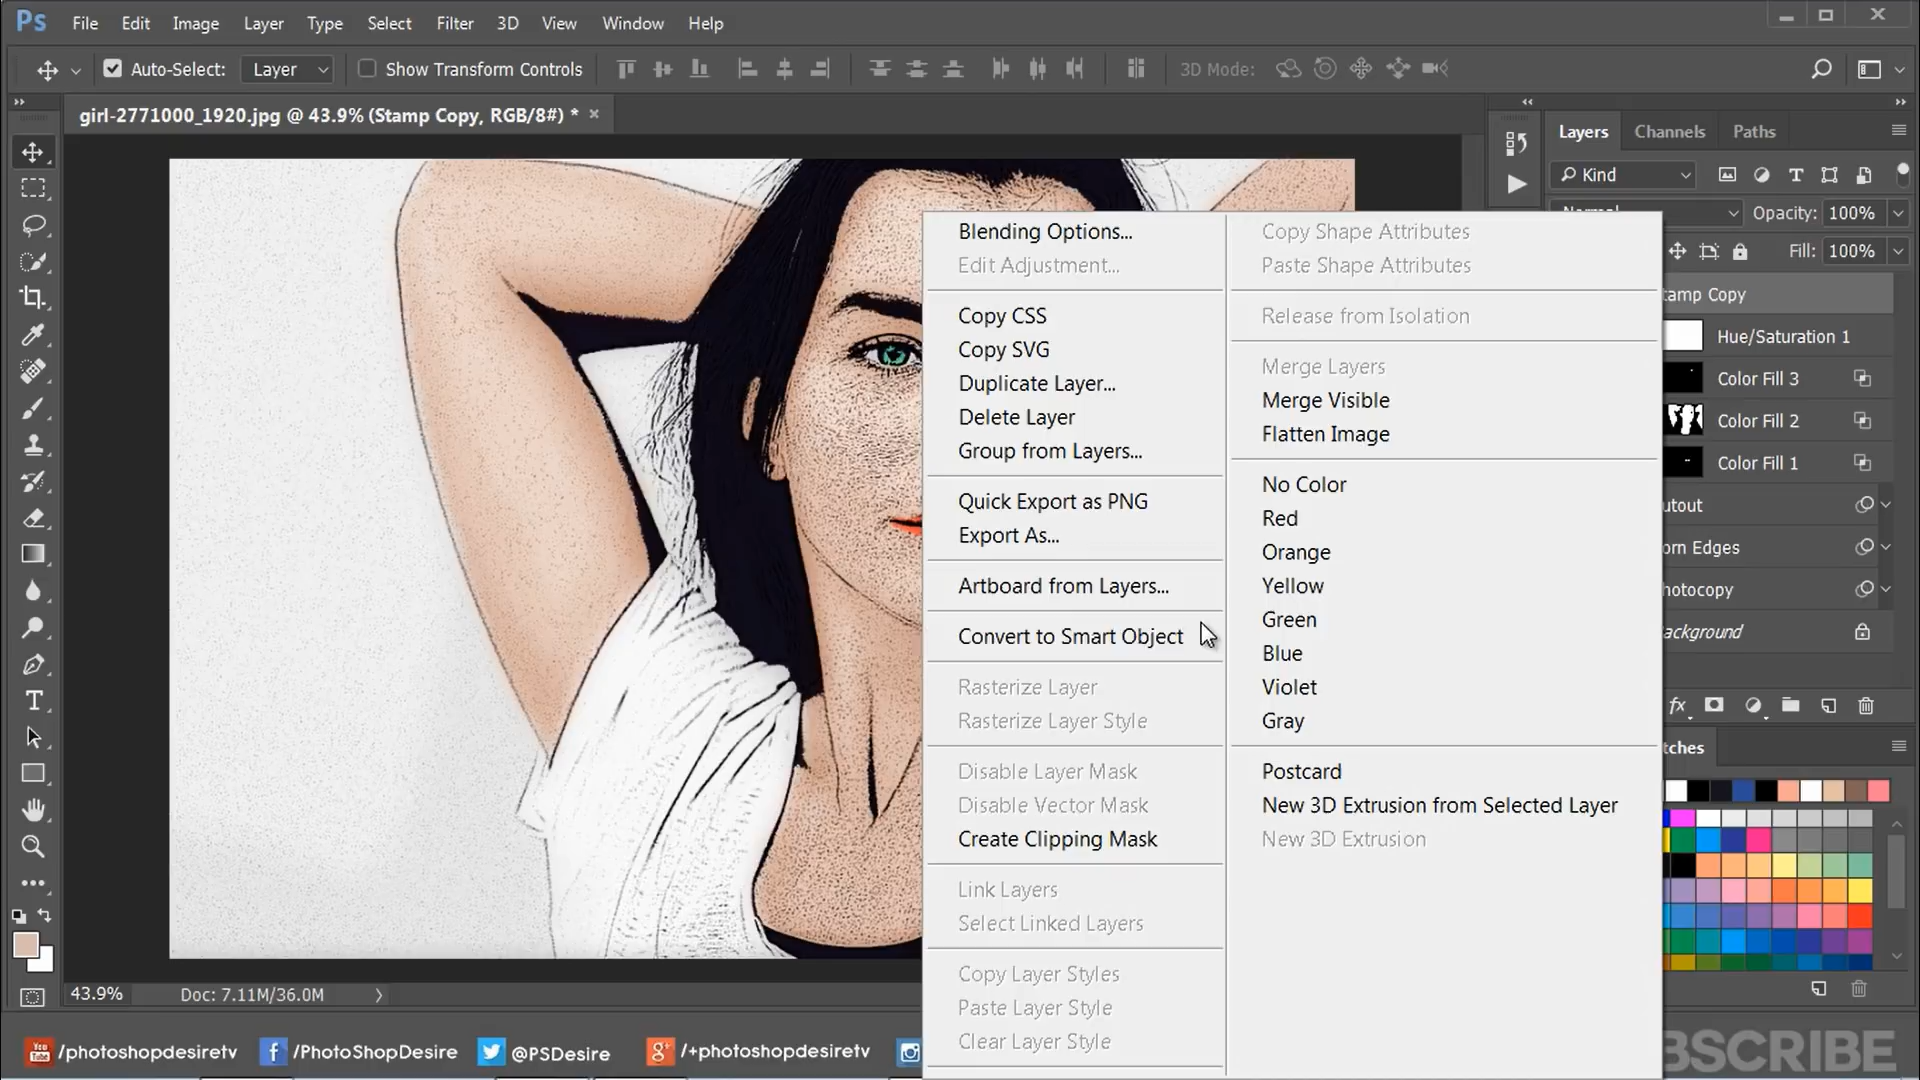 Ps File Edit Image Layer Type Select Filter 3D View Window Help
Auto-Select: Layer Show Transform Controls 3D Mode:
girl-2771000_1920.jpg @ 43.9% (Stamp Copy, RGB/8#) * ×
Layers Channels Paths
Kind
Normal Opacity: 100%
Fill: 100%
tamp Copy
Hue/Saturation 1
Color Fill 3
Color Fill 2
Color Fill 1
utout
orn Edges
hotocopy
ackground
fx
tches
Blending Options...
Edit Adjustment...
Copy CSS
Copy SVG
Duplicate Layer...
Delete Layer
Group from Layers...
Quick Export as PNG
Export As...
Artboard from Layers...
Convert to Smart Object
Rasterize Layer
Rasterize Layer Style
Disable Layer Mask
Disable Vector Mask
Create Clipping Mask
Link Layers
Select Linked Layers
Copy Layer Styles
Paste Layer Style
Clear Layer Style
Copy Shape Attributes
Paste Shape Attributes
Release from Isolation
Merge Layers
Merge Visible
Flatten Image
No Color
Red
Orange
Yellow
Green
Blue
Violet
Gray
Postcard
New 3D Extrusion from Selected Layer
New 3D Extrusion
43.9% Doc: 7.11M/36.0M
You Tube /photoshopdesiretv /PhotoShopDesire @PSDesire g+ /+photoshopdesiretv
BSCRIBE